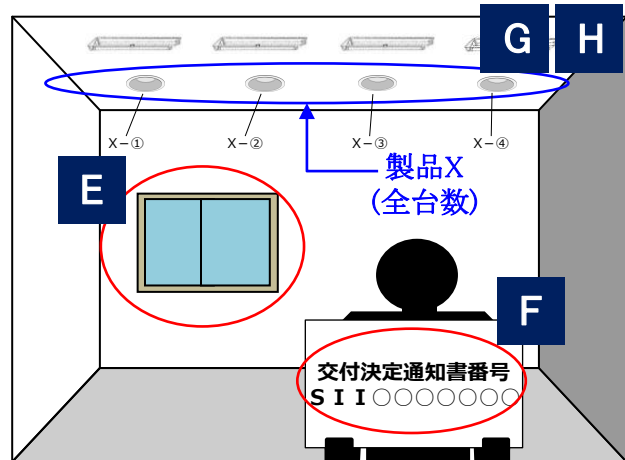 G H
X-① X-② X-③ X-④
E
製品X
(全台数)
F
交付決定通知書番号
SII○○○○○○○